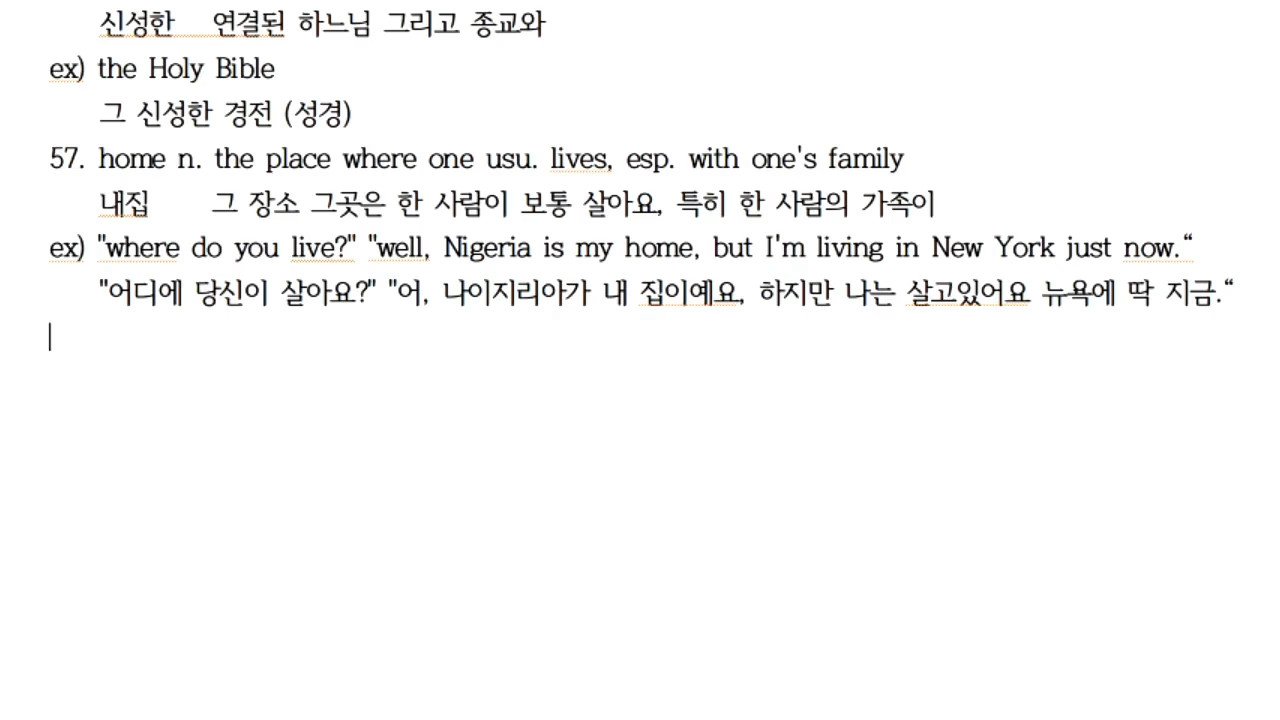 신성한 연결된 하느님 그리고 종교와
ex) the Holy Bible
그 신성한 경전 (성경)
57. home n. the place where one usu. lives, esp. with one's family
내집 그 장소 그곳은 한 사람이 보통 살아요, 특히 한 사람의 가족이
ex) "where do you live?" "well, Nigeria is my home, but I'm living in New York just now.“
"어디에 당신이 살아요?" "어, 나이지리아가 내 집이예요, 하지만 나는 살고있어요 뉴욕에 딱 지금.“